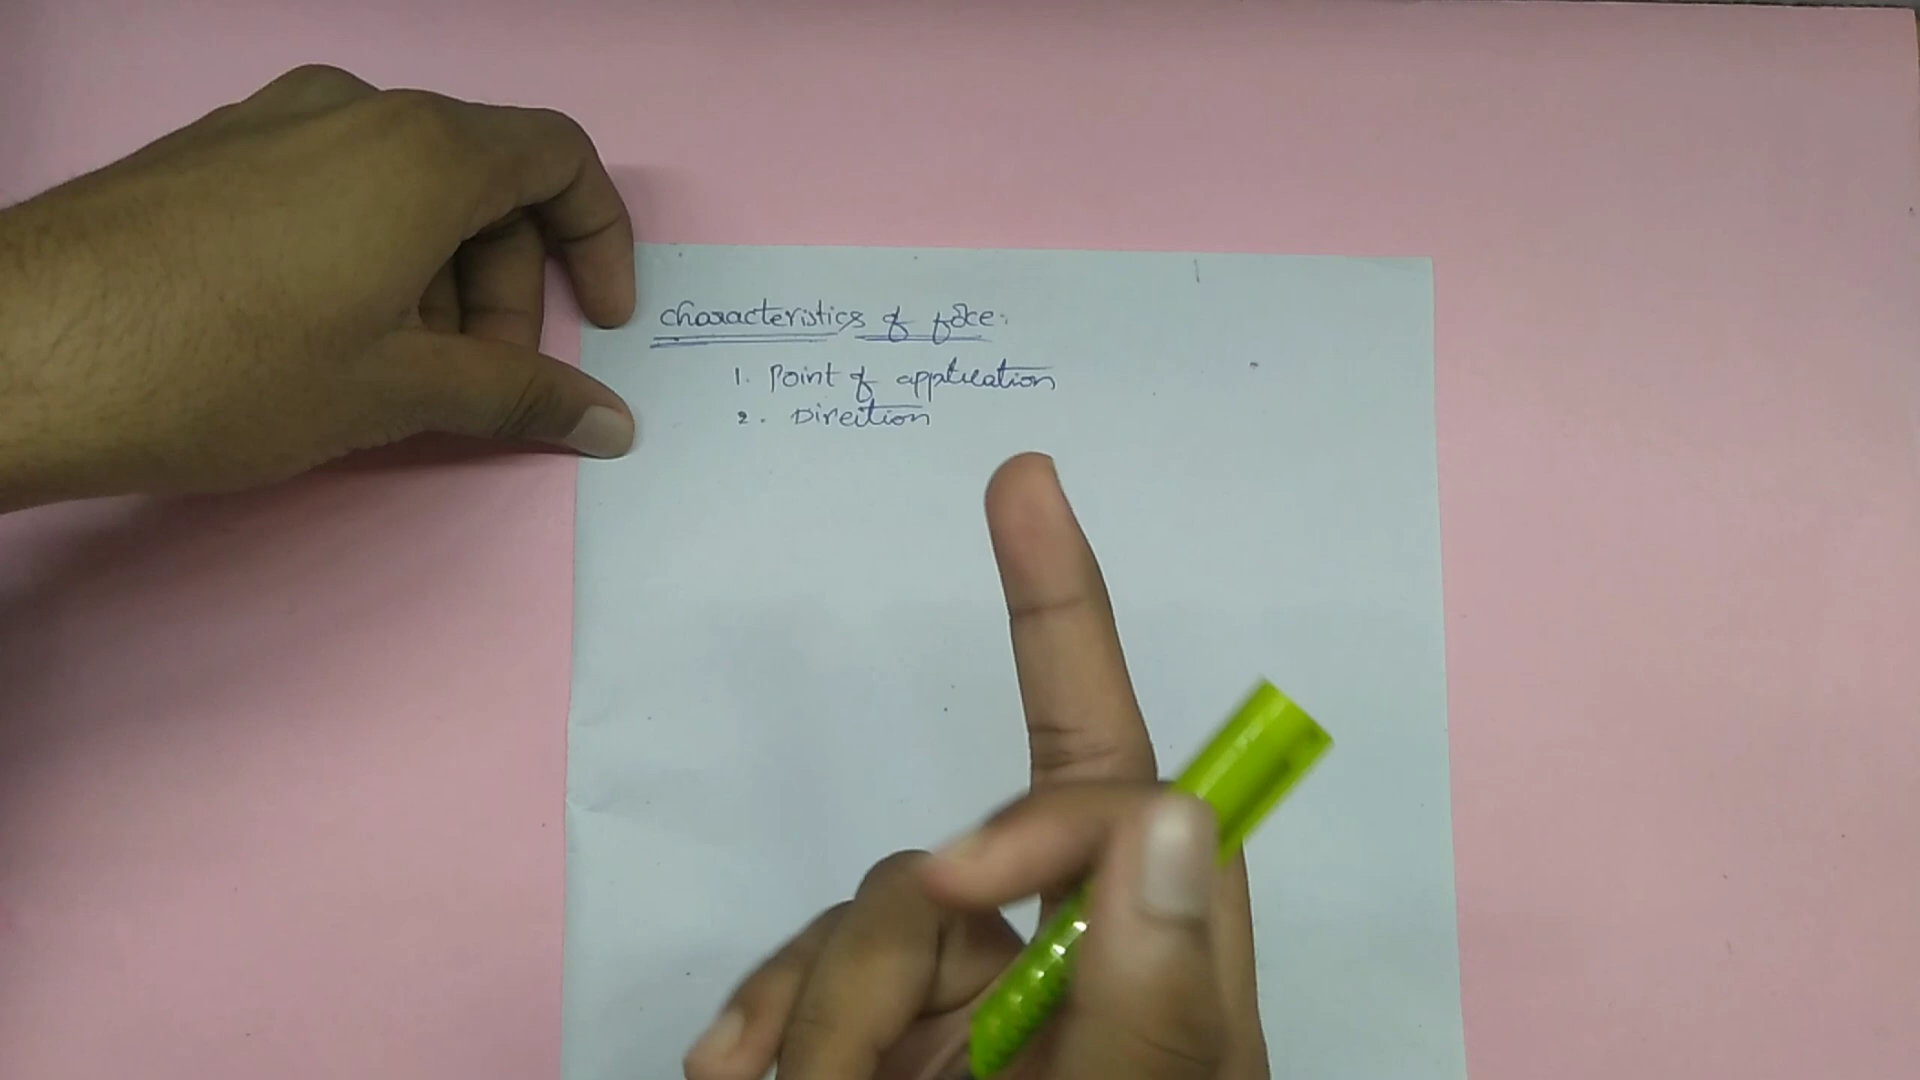 characteristics of force:
1. Point of application
2. Direction